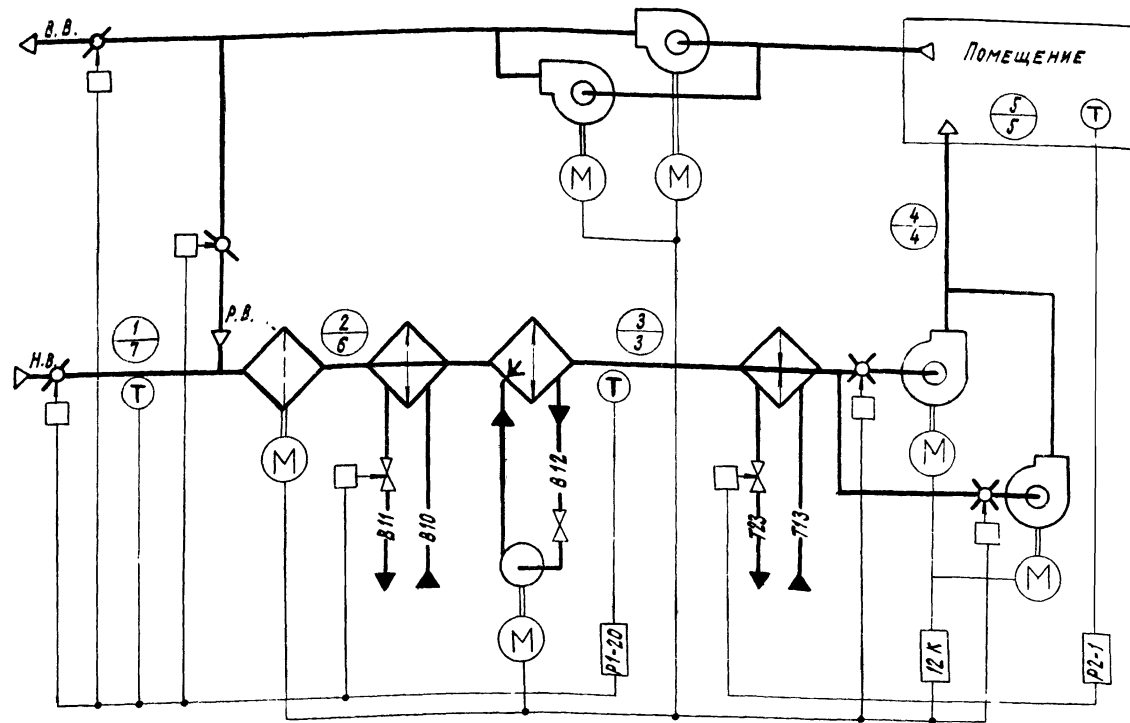 В.В.
Помещение
5
5
Т
М
М
4
4
Р.В.
Н.В.
1
7
2
6
3
3
Т
Т
М
М
В11
В10
В12
Т23
Т13
М
М
М
Р1-20
12К
Р2-1